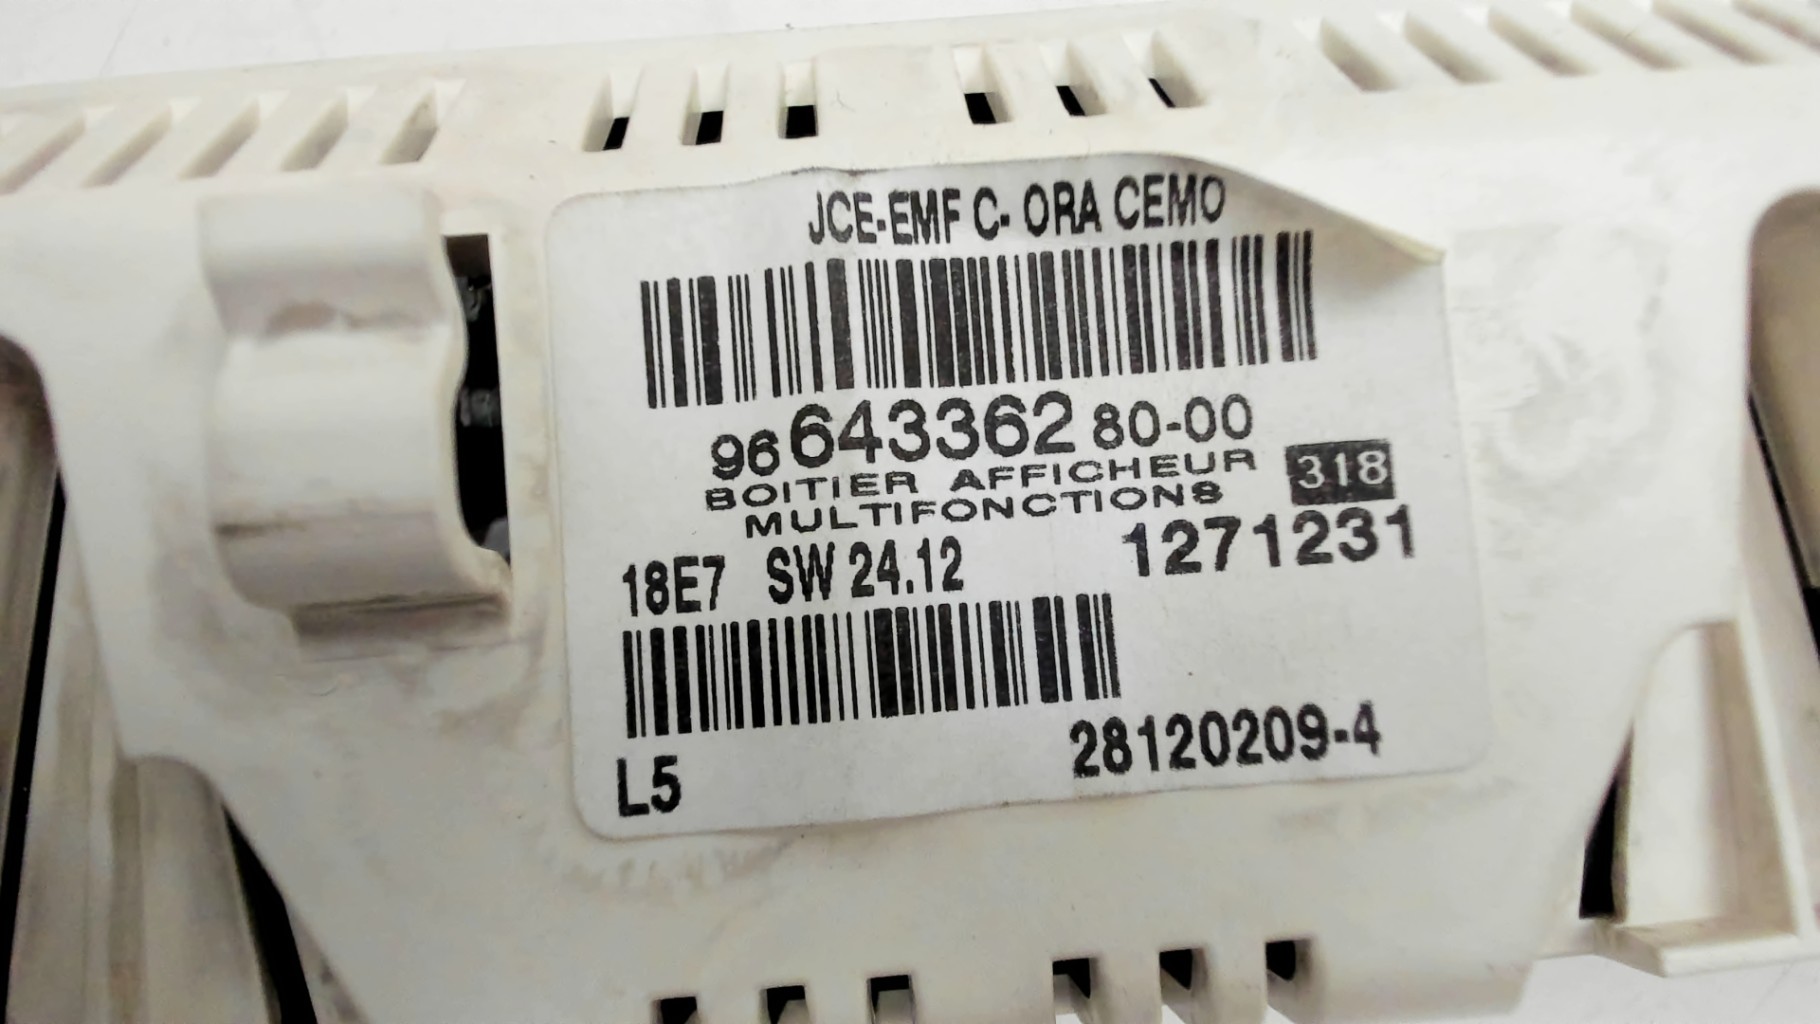 JCE-EMF C- ORA CEMO
96 643362 80-00
BOITIER AFFICHEUR
MULTIFONCTIONS
318
18E7 SW 24.12 1271231
L5 28120209-4